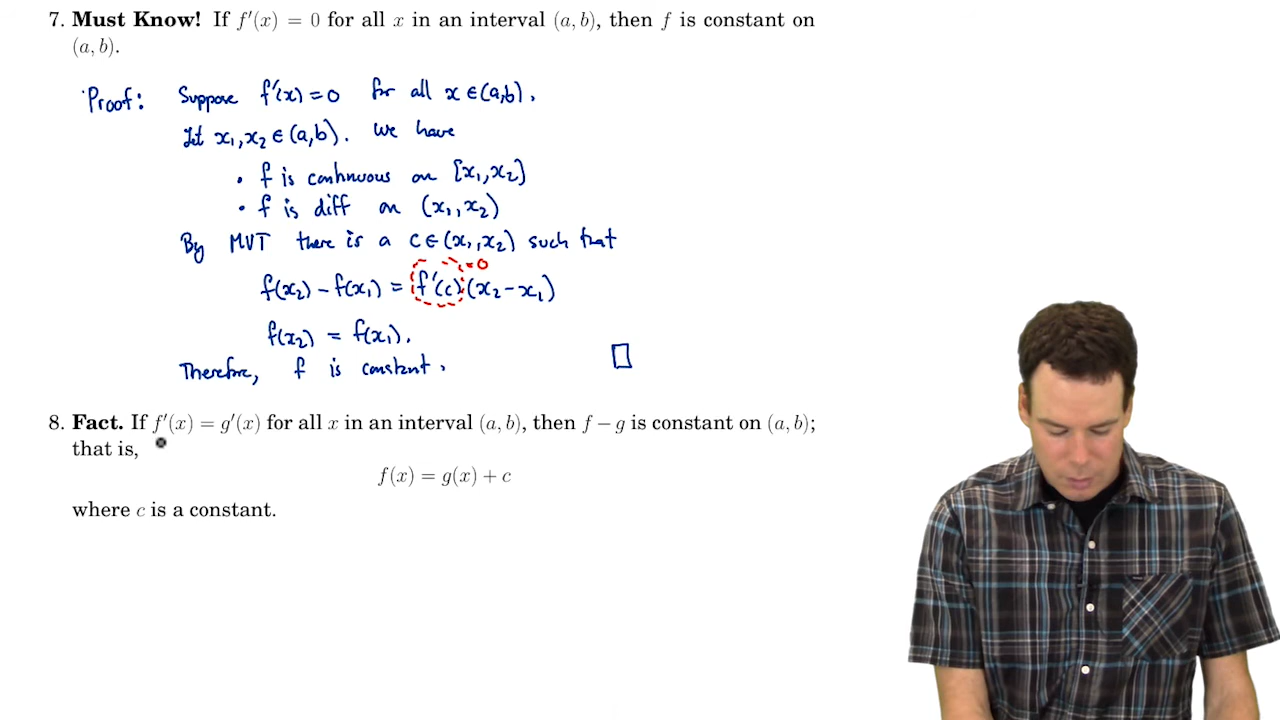 7. Must Know! If f′(x) = 0 for all x in an interval (a, b), then f is constant on
(a, b).
Proof: Suppose f'(x) = 0 for all x ∈ (a,b).
Let x₁, x₂ ∈ (a,b). We have
• f is continuous on [x₁, x₂]
• f is diff on (x₁, x₂)
By MVT there is a c ∈ (x₁, x₂) such that
= 0
f(x₂) − f(x₁) = f'(c) (x₂ − x₁)
f(x₂) = f(x₁).
Therefore, f is constant. □
8. Fact. If f′(x) = g′(x) for all x in an interval (a, b), then f − g is constant on (a, b);
that is,
f(x) = g(x) + c
where c is a constant.